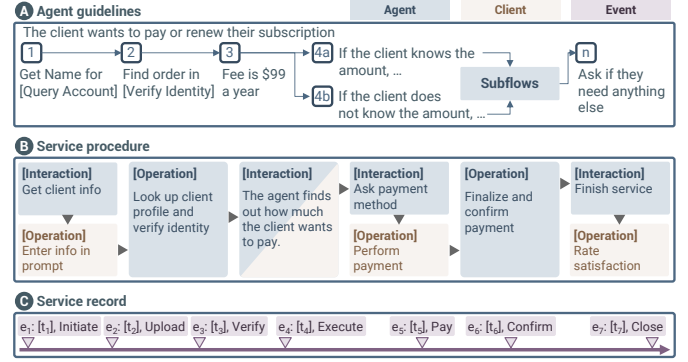 A Agent guidelines
Agent
Client
Event
The client wants to pay or renew their subscription
1
2
3
4a If the client knows the
amount, ...
n
Get Name for
[Query Account]
Find order in
[Verify Identity]
Fee is $99
a year
4b If the client does
not know the amount, ...
Subflows
Ask if they
need anything
else
B Service procedure
[Interaction]
Get client info
[Operation]
Enter info in
prompt
[Operation]
Look up client
profile and
verify identity
[Interaction]
The agent finds
out how much
the client wants
to pay.
[Interaction]
Ask payment
method
[Operation]
Perform
payment
[Operation]
Finalize and
confirm
payment
[Interaction]
Finish service
[Operation]
Rate
satisfaction
C Service record
e₁: [t₁], Initiate
e₂: [t₂], Upload
e₃: [t₃], Verify
e₄: [t₄], Execute
e₅: [t₅], Pay
e₆: [t₆], Confirm
e₇: [t₇], Close